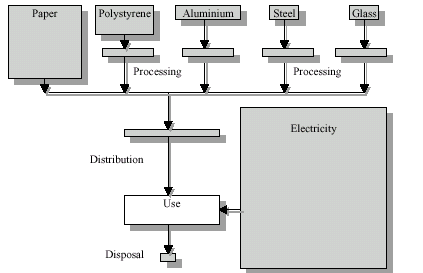 Paper
Polystyrene
Aluminium
Steel
Glass
Processing
Processing
Electricity
Distribution
Use
Disposal